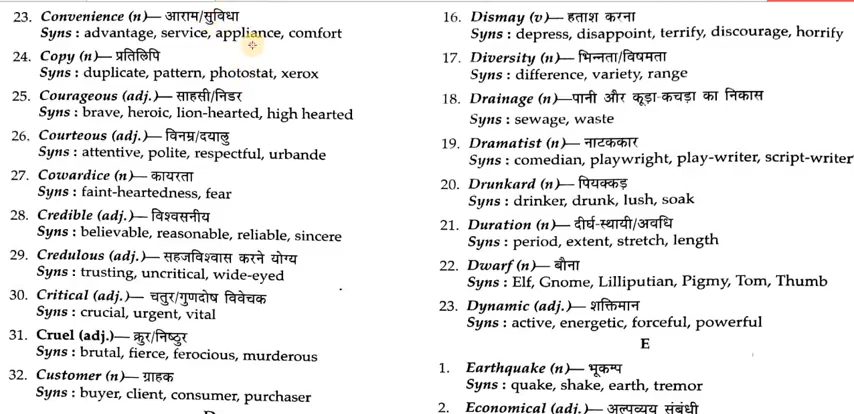 23. Convenience (n)— आराम/सुविधा
Syns : advantage, service, appliance, comfort
24. Copy (n)— प्रतिलिपि
Syns : duplicate, pattern, photostat, xerox
25. Courageous (adj.)— साहसी/निडर
Syns : brave, heroic, lion-hearted, high hearted
26. Courteous (adj.)— विनम्र/दयालु
Syns : attentive, polite, respectful, urbande
27. Cowardice (n)— कायरता
Syns : faint-heartedness, fear
28. Credible (adj.)— विश्वसनीय
Syns : believable, reasonable, reliable, sincere
29. Credulous (adj.)— सहजविश्वास करने योग्य
Syns : trusting, uncritical, wide-eyed
30. Critical (adj.)— चतुर/गुणदोष विवेचक
Syns : crucial, urgent, vital
31. Cruel (adj.)— क्रुर/निष्ठुर
Syns : brutal, fierce, ferocious, murderous
32. Customer (n)— ग्राहक
Syns : buyer, client, consumer, purchaser
16. Dismay (v)— हताश करना
Syns : depress, disappoint, terrify, discourage, horrify
17. Diversity (n)— भिन्नता/विषमता
Syns : difference, variety, range
18. Drainage (n)—पानी और कूड़ा-कचड़ा का निकास
Syns : sewage, waste
19. Dramatist (n)— नाटककार
Syns : comedian, playwright, play-writer, script-writer
20. Drunkard (n)— पियक्कड़
Syns : drinker, drunk, lush, soak
21. Duration (n)— दीर्घ-स्थायी/अवधि
Syns : period, extent, stretch, length
22. Dwarf (n)— बौना
Syns : Elf, Gnome, Lilliputian, Pigmy, Tom, Thumb
23. Dynamic (adj.)— शक्तिमान
Syns : active, energetic, forceful, powerful
E
1. Earthquake (n)— भूकम्प
Syns : quake, shake, earth, tremor
2. Economical (adj.)— अल्पव्यय संबंधी